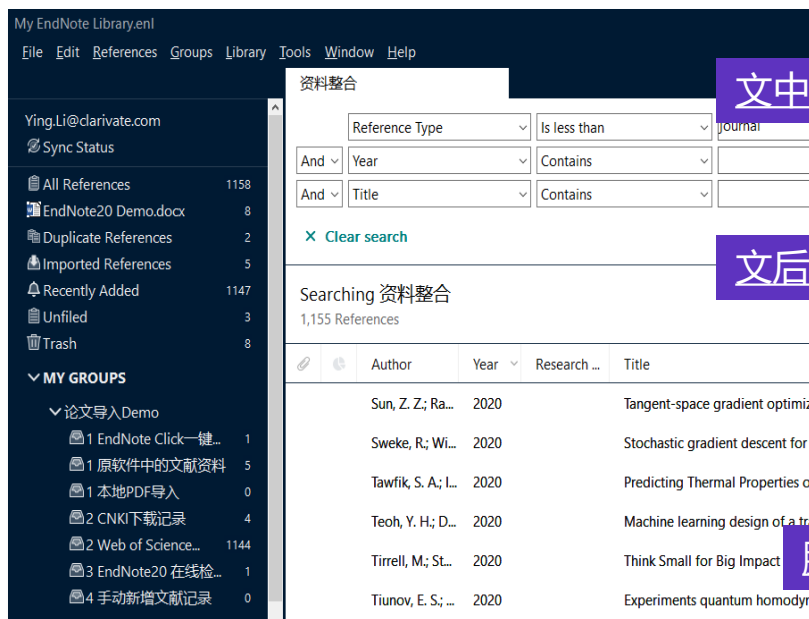 My EndNote Library.enl
File Edit References Groups Library Tools Window Help
资料整合
文中
Ying.Li@clarivate.com
Sync Status
Reference Type Is less than Journal
And Year Contains
And Title Contains
Clear search
All References 1158
EndNote20 Demo.docx 8
Duplicate References 2
Imported References 5
Recently Added 1147
Unfiled 3
Trash 8
MY GROUPS
论文导入Demo
1 EndNote Click一键... 1
1 原软件中的文献资料 5
1 本地PDF导入 0
2 CNKI下载记录 4
2 Web of Science... 1144
3 EndNote20 在线检... 1
4 手动新增文献记录 0
文后
Searching 资料整合
1,155 References
Author Year Research ... Title
Sun, Z. Z.; Ra... 2020 Tangent-space gradient optimiz
Sweke, R.; Wi... 2020 Stochastic gradient descent for
Tawfik, S. A.; I... 2020 Predicting Thermal Properties o
Teoh, Y. H.; D... 2020 Machine learning design of a tr
Tirrell, M.; St... 2020 Think Small for Big Impact
Tiunov, E. S.; ... 2020 Experiments quantum homodyn